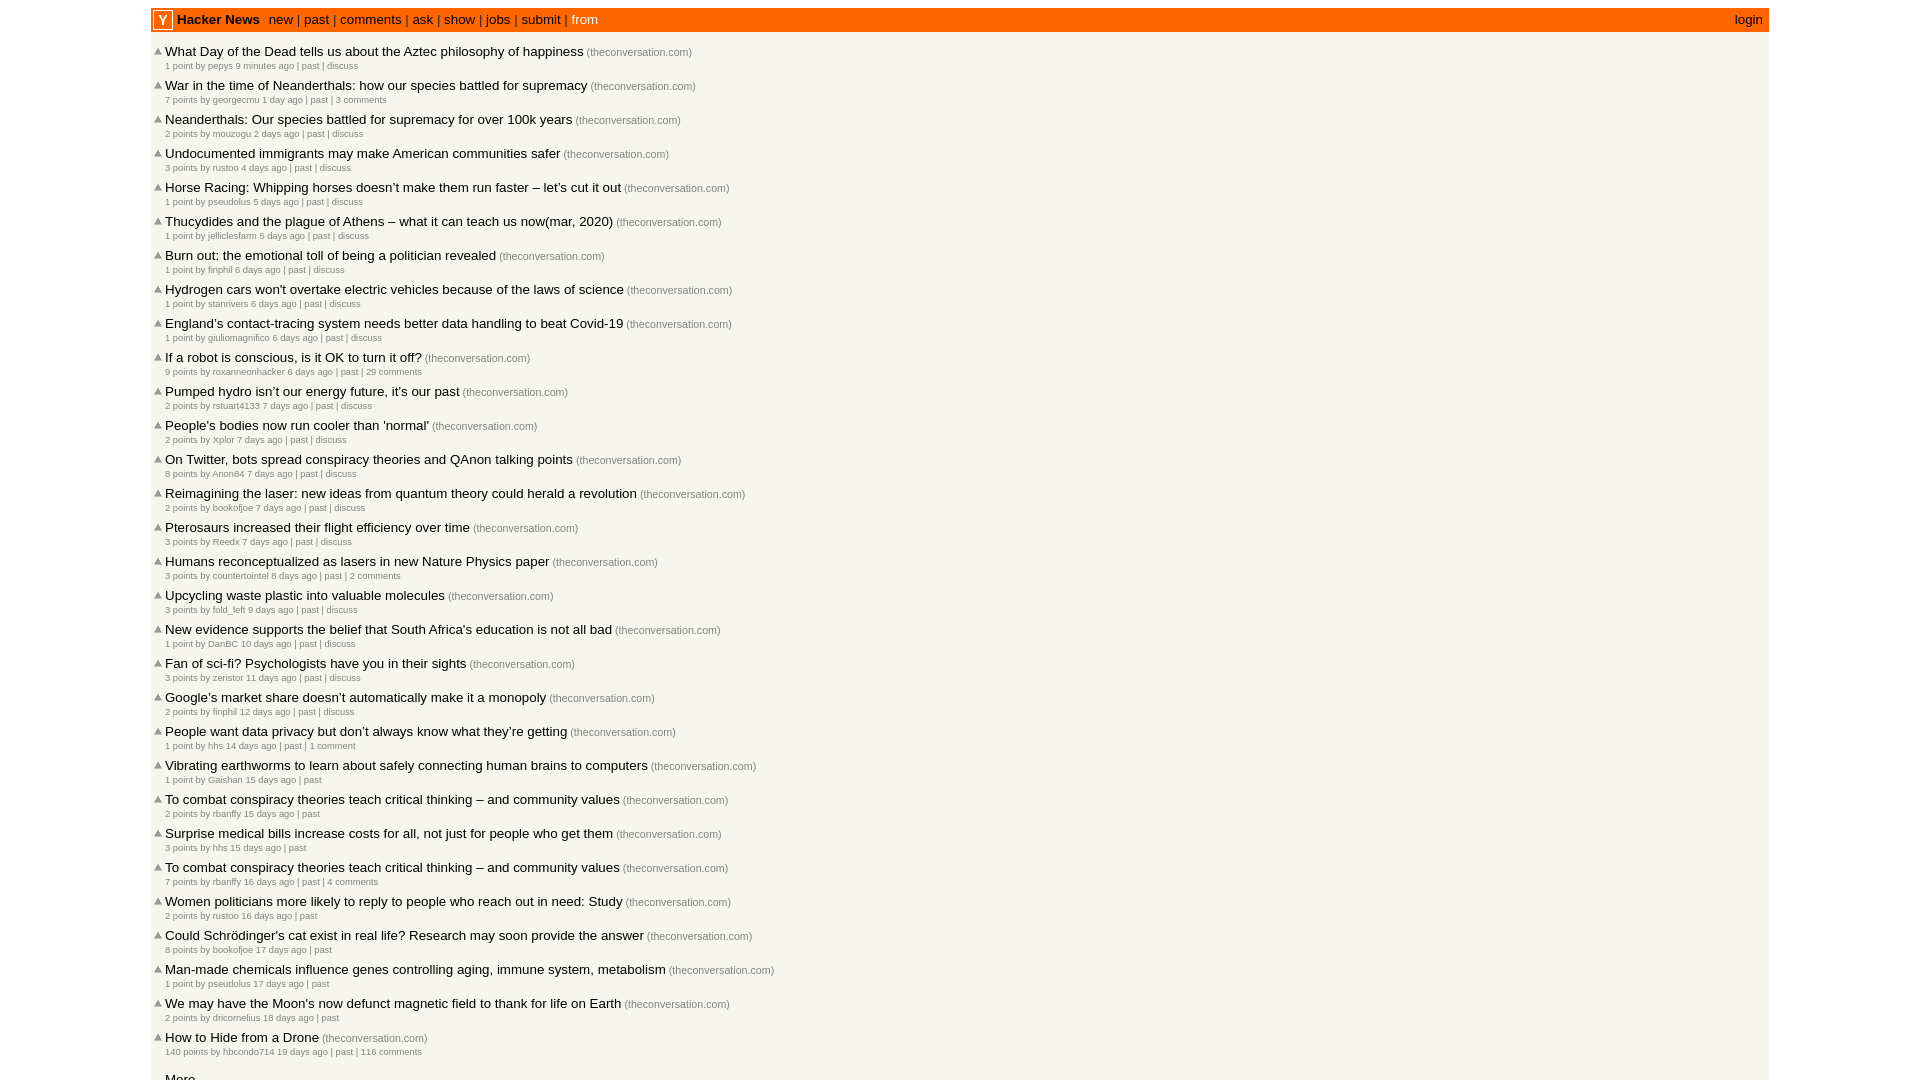 Y Hacker News new | past | comments | ask | show | jobs | submit | from login
What Day of the Dead tells us about the Aztec philosophy of happiness (theconversation.com)
1 point by pepys 9 minutes ago | past | discuss
War in the time of Neanderthals: how our species battled for supremacy (theconversation.com)
7 points by georgecmu 1 day ago | past | 3 comments
Neanderthals: Our species battled for supremacy for over 100k years (theconversation.com)
2 points by mouzogu 2 days ago | past | discuss
Undocumented immigrants may make American communities safer (theconversation.com)
3 points by rustoo 4 days ago | past | discuss
Horse Racing: Whipping horses doesn’t make them run faster – let’s cut it out (theconversation.com)
1 point by pseudolus 5 days ago | past | discuss
Thucydides and the plague of Athens – what it can teach us now(mar, 2020) (theconversation.com)
1 point by jelliclesfarm 5 days ago | past | discuss
Burn out: the emotional toll of being a politician revealed (theconversation.com)
1 point by finphil 6 days ago | past | discuss
Hydrogen cars won't overtake electric vehicles because of the laws of science (theconversation.com)
1 point by stanrivers 6 days ago | past | discuss
England’s contact-tracing system needs better data handling to beat Covid-19 (theconversation.com)
1 point by giuliomagnifico 6 days ago | past | discuss
If a robot is conscious, is it OK to turn it off? (theconversation.com)
9 points by roxanneonhacker 6 days ago | past | 29 comments
Pumped hydro isn’t our energy future, it’s our past (theconversation.com)
2 points by rstuart4133 7 days ago | past | discuss
People's bodies now run cooler than 'normal' (theconversation.com)
2 points by Xplor 7 days ago | past | discuss
On Twitter, bots spread conspiracy theories and QAnon talking points (theconversation.com)
8 points by Anon84 7 days ago | past | discuss
Reimagining the laser: new ideas from quantum theory could herald a revolution (theconversation.com)
2 points by bookofjoe 7 days ago | past | discuss
Pterosaurs increased their flight efficiency over time (theconversation.com)
3 points by Reedx 7 days ago | past | discuss
Humans reconceptualized as lasers in new Nature Physics paper (theconversation.com)
3 points by countertointel 8 days ago | past | 2 comments
Upcycling waste plastic into valuable molecules (theconversation.com)
3 points by fold_left 9 days ago | past | discuss
New evidence supports the belief that South Africa's education is not all bad (theconversation.com)
1 point by DanBC 10 days ago | past | discuss
Fan of sci-fi? Psychologists have you in their sights (theconversation.com)
3 points by zeristor 11 days ago | past | discuss
Google’s market share doesn’t automatically make it a monopoly (theconversation.com)
2 points by finphil 12 days ago | past | discuss
People want data privacy but don’t always know what they’re getting (theconversation.com)
1 point by hhs 14 days ago | past | 1 comment
Vibrating earthworms to learn about safely connecting human brains to computers (theconversation.com)
1 point by Gaishan 15 days ago | past
To combat conspiracy theories teach critical thinking – and community values (theconversation.com)
2 points by rbanffy 15 days ago | past
Surprise medical bills increase costs for all, not just for people who get them (theconversation.com)
3 points by hhs 15 days ago | past
To combat conspiracy theories teach critical thinking – and community values (theconversation.com)
7 points by rbanffy 16 days ago | past | 4 comments
Women politicians more likely to reply to people who reach out in need: Study (theconversation.com)
2 points by rustoo 16 days ago | past
Could Schrödinger's cat exist in real life? Research may soon provide the answer (theconversation.com)
8 points by bookofjoe 17 days ago | past
Man-made chemicals influence genes controlling aging, immune system, metabolism (theconversation.com)
1 point by pseudolus 17 days ago | past
We may have the Moon's now defunct magnetic field to thank for life on Earth (theconversation.com)
2 points by dricornelius 18 days ago | past
How to Hide from a Drone (theconversation.com)
140 points by hbcondo714 19 days ago | past | 116 comments
More